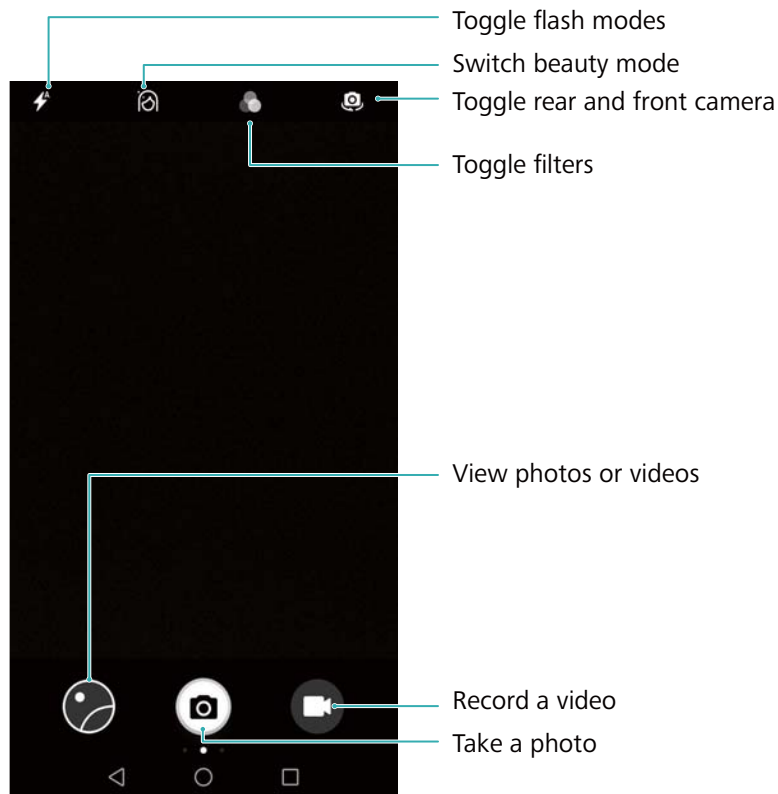 Toggle flash modes
Switch beauty mode
Toggle rear and front camera
Toggle filters
View photos or videos
Record a video
Take a photo